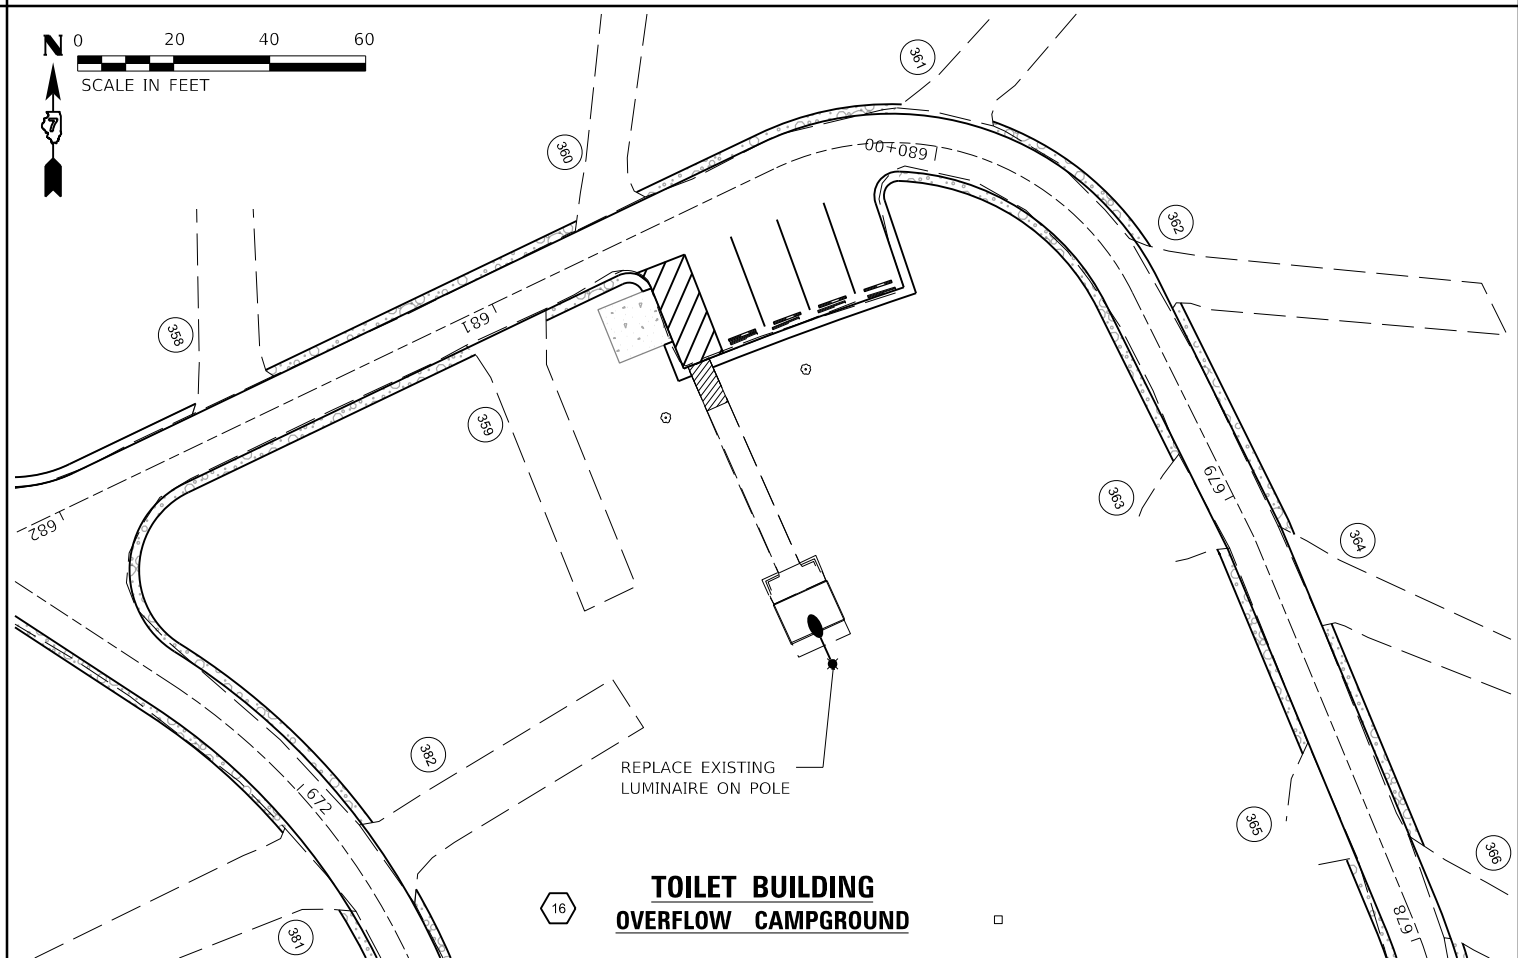 N
0 20 40 60
SCALE IN FEET
7
361
360
680+00
362
358
681
359
679
363
682
364
382
REPLACE EXISTING
LUMINAIRE ON POLE
672
365
366
TOILET BUILDING
16
OVERFLOW CAMPGROUND
381
678